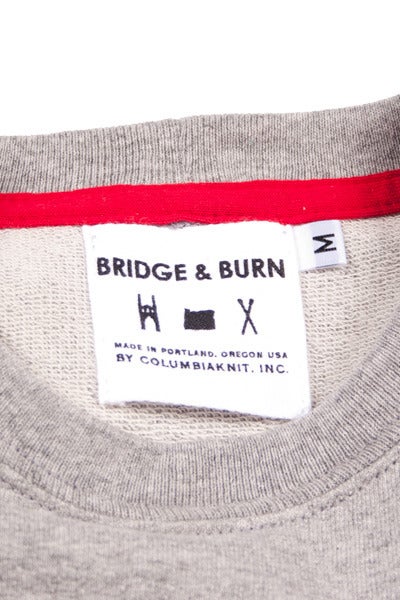 BRIDGE & BURN
M
MADE IN PORTLAND, OREGON USA
BY COLUMBIAKNIT, INC.